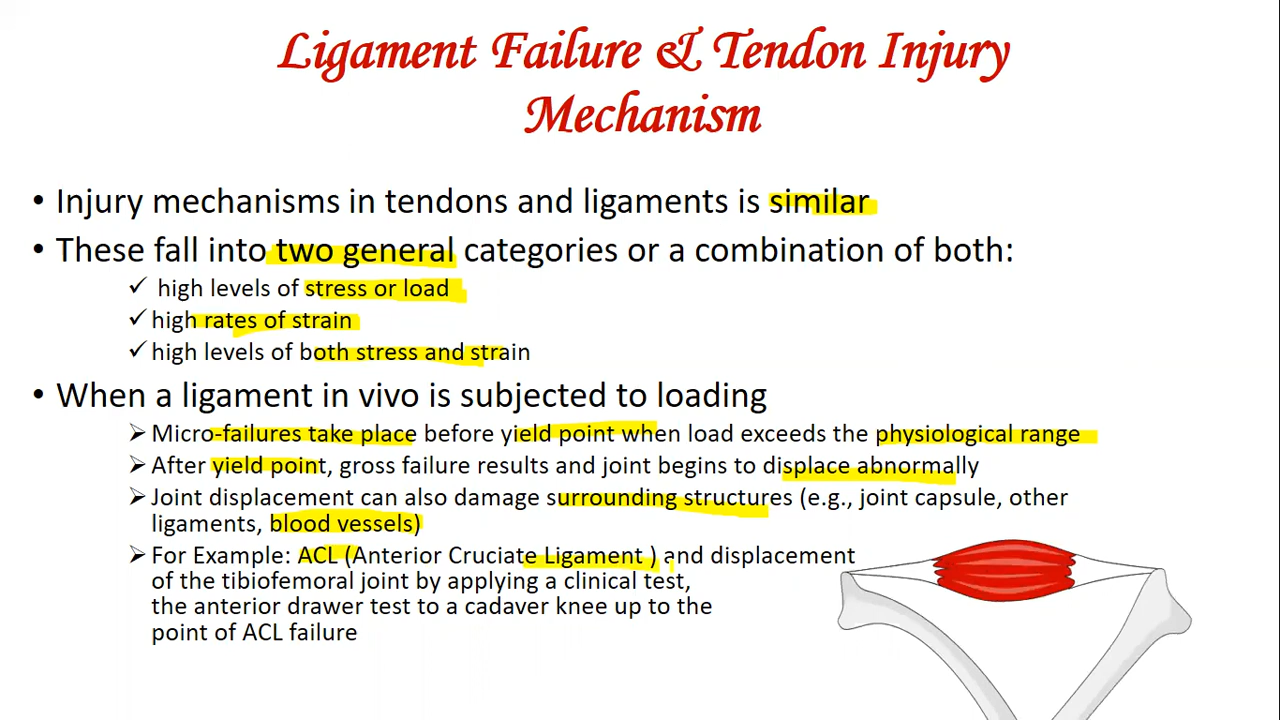 Ligament Failure & Tendon Injury
Mechanism
• Injury mechanisms in tendons and ligaments is similar
• These fall into two general categories or a combination of both:
✓ high levels of stress or load
✓ high rates of strain
✓ high levels of both stress and strain
• When a ligament in vivo is subjected to loading
➢ Micro-failures take place before yield point when load exceeds the physiological range
➢ After yield point, gross failure results and joint begins to displace abnormally
➢ Joint displacement can also damage surrounding structures (e.g., joint capsule, other
ligaments, blood vessels)
➢ For Example: ACL (Anterior Cruciate Ligament ) and displacement
of the tibiofemoral joint by applying a clinical test,
the anterior drawer test to a cadaver knee up to the
point of ACL failure